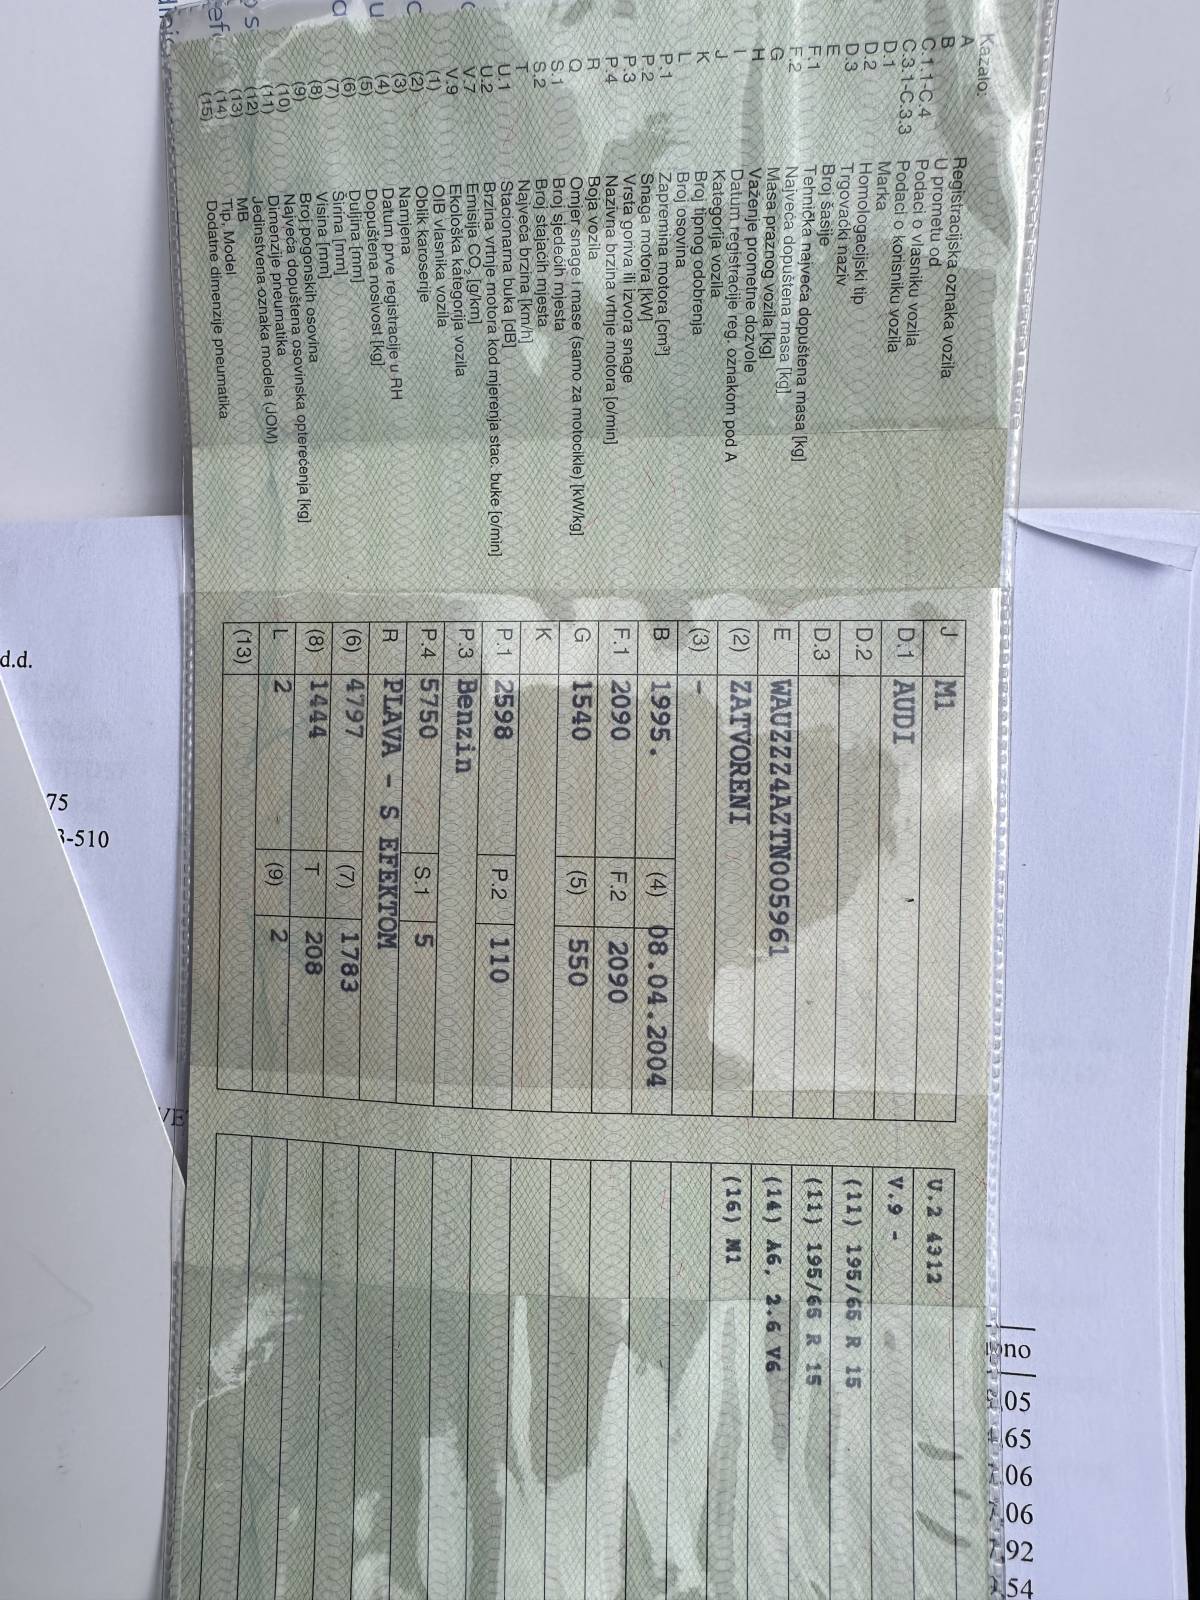 Kazalo:
A Registracijska oznaka vozila
B U prometu od
C.1.1-C.4 Podaci o vlasniku vozila
C.3.1-C.3.3 Podaci o korisniku vozila
D.1 Marka
D.2 Homologacijski tip
D.3 Trgovački naziv
E Broj šasije
F.1 Tehnička najveća dopuštena masa [kg]
F.2 Najveća dopuštena masa [kg]
G Masa praznog vozila [kg]
H Važenje prometne dozvole
I Datum registracije reg. oznakom pod A
J Kategorija vozila
K Broj tipnog odobrenja
L Broj osovina
P.1 Zapremina motora [cm³]
P.2 Snaga motora [kW]
P.3 Vrsta goriva ili izvora snage
P.4 Nazivna brzina vrtnje motora [o/min]
R Boja vozila
Q Omjer snage i mase (samo za motocikle) [kW/kg]
S.1 Broj sjedećih mjesta
S.2 Broj stajaćih mjesta
T Najveća brzina [km/h]
U.1 Stacionarna buka [dB]
U.2 Brzina vrtnje motora kod mjerenja stac. buke [o/min]
V.7 Emisija CO₂ [g/km]
V.9 Ekološka kategorija vozila
(1) OIB vlasnika vozila
(2) Oblik karoserije
(3) Namjena
(4) Datum prve registracije u RH
(5) Dopuštena nosivost [kg]
(6) Duljina [mm]
(7) Širina [mm]
(8) Visina [mm]
(9) Broj pogonskih osovina
(10) Najveća dopuštena osovinska opterećenja [kg]
(11) Dimenzije pneumatika
(12) Jedinstvena oznaka modela (JOM)
(13) MB
(14) Tip, Model
(15) Dodatne dimenzije pneumatika
J M1
D.1 AUDI
D.2
D.3
E WAUZZZ4AZTN005961
(2) ZATVORENI
(3) -
B 1995. (4) 08.04.2004
F.1 2090 F.2 2090
G 1540 (5) 550
K
P.1 2598 P.2 110
P.3 Benzin
P.4 5750 S.1 5
R PLAVA - S EFEKTOM
(6) 4797 (7) 1783
(8) 1444 T 208
L 2 (9) 2
(13)
U.2 4312
V.9 -
(11) 195/65 R 15
(11) 195/65 R 15
(14) A6, 2.6 V6
(16) M1
d.d.
75
3-510
VE
no
,05
,65
,06
,06
,92
,54